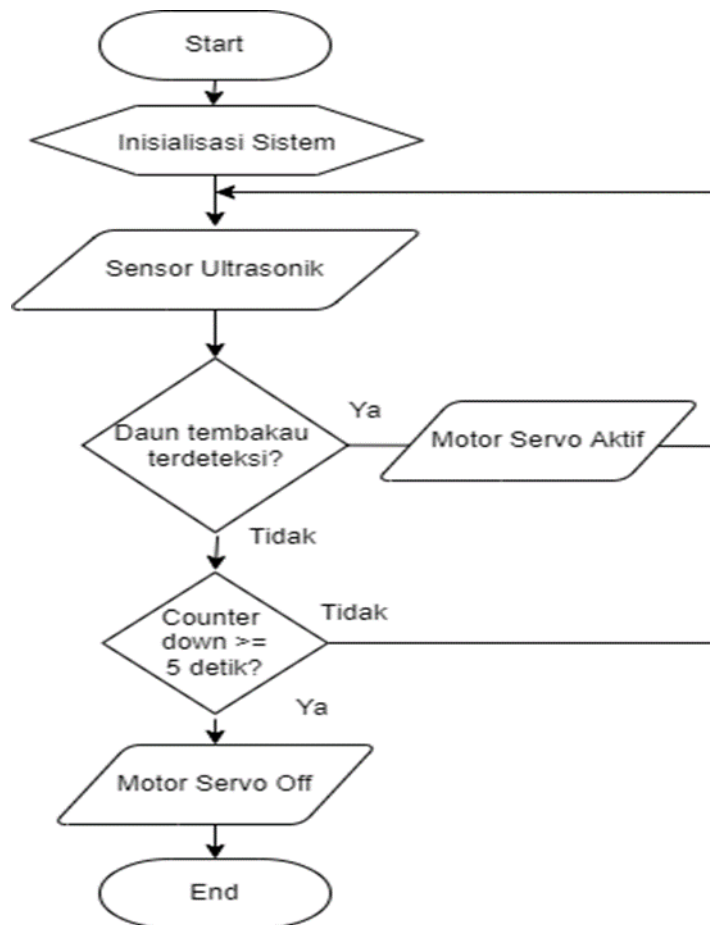 Start
Inisialisasi Sistem
Sensor Ultrasonik
Daun tembakau
terdeteksi?
Ya
Motor Servo Aktif
Tidak
Counter
down >=
5 detik?
Tidak
Ya
Motor Servo Off
End